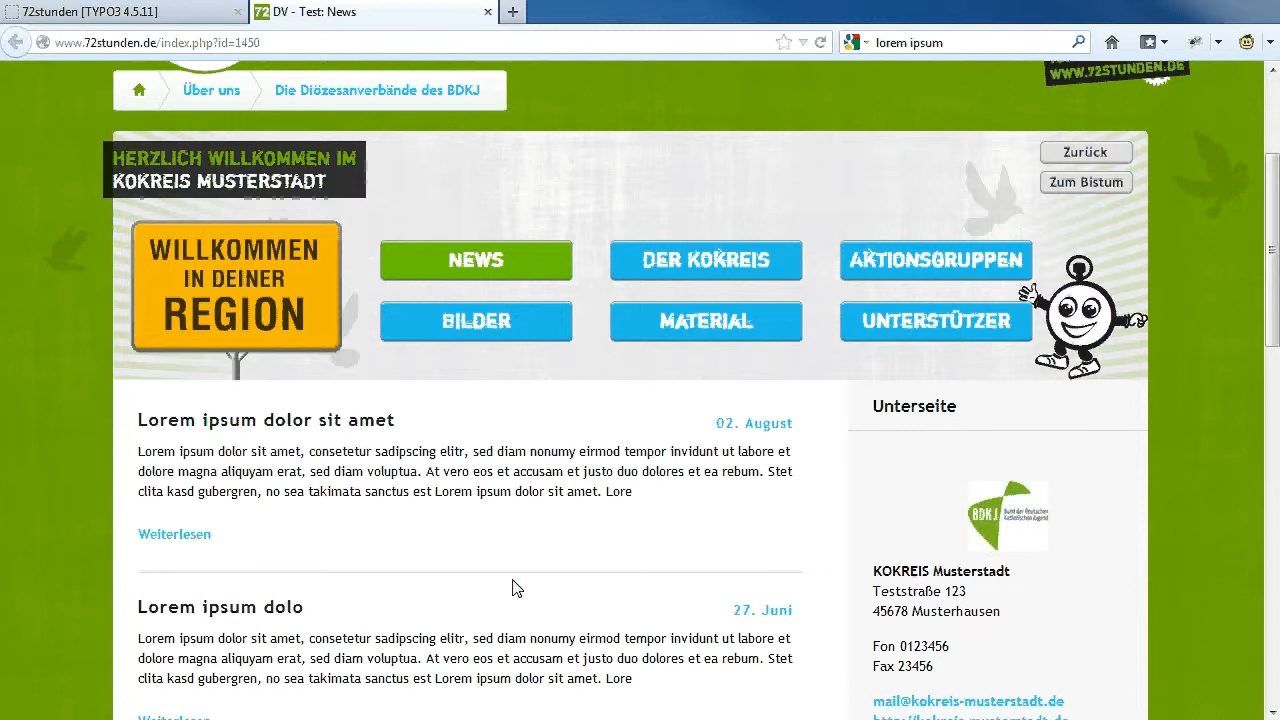 72stunden [TYPO3 4.5.11]
DV - Test: News
www.72stunden.de/index.php?id=1450
lorem ipsum
WWW.72STUNDEN.DE
Über uns
Die Diözesanverbände des BDKJ
HERZLICH WILLKOMMEN IM
KOKREIS MUSTERSTADT
Zurück
Zum Bistum
WILLKOMMEN
IN DEINER
REGION
NEWS
DER KOKREIS
AKTIONSGRUPPEN
BILDER
MATERIAL
UNTERSTÜTZER
Lorem ipsum dolor sit amet
02. August
Lorem ipsum dolor sit amet, consetetur sadipscing elitr, sed diam nonumy eirmod tempor invidunt ut labore et
dolore magna aliquyam erat, sed diam voluptua. At vero eos et accusam et justo duo dolores et ea rebum. Stet
clita kasd gubergren, no sea takimata sanctus est Lorem ipsum dolor sit amet. Lore
Weiterlesen
Lorem ipsum dolo
27. Juni
Lorem ipsum dolor sit amet, consetetur sadipscing elitr, sed diam nonumy eirmod tempor invidunt ut labore et
dolore magna aliquyam erat, sed diam voluptua. At vero eos et accusam et justo duo dolores et ea rebum. Stet
clita kasd gubergren, no sea takimata sanctus est Lorem ipsum dolor sit amet. Lore
Weiterlesen
Unterseite
BDKJ
Bund der Deutschen
Katholischen Jugend
KOKREIS Musterstadt
Teststraße 123
45678 Musterhausen
Fon 0123456
Fax 23456
mail@kokreis-musterstadt.de
http://kokreis-musterstadt.de